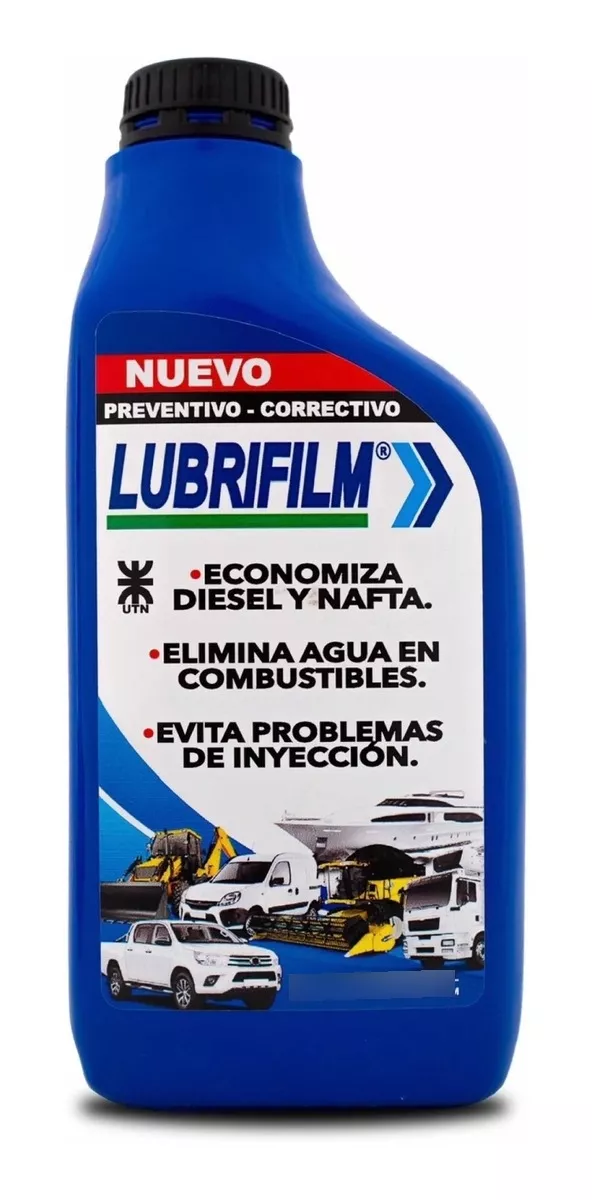 NUEVO
PREVENTIVO - CORRECTIVO
LUBRIFILM®
UTN
•ECONOMIZA
DIESEL Y NAFTA.
•ELIMINA AGUA EN
COMBUSTIBLES.
•EVITA PROBLEMAS
DE INYECCIÓN.